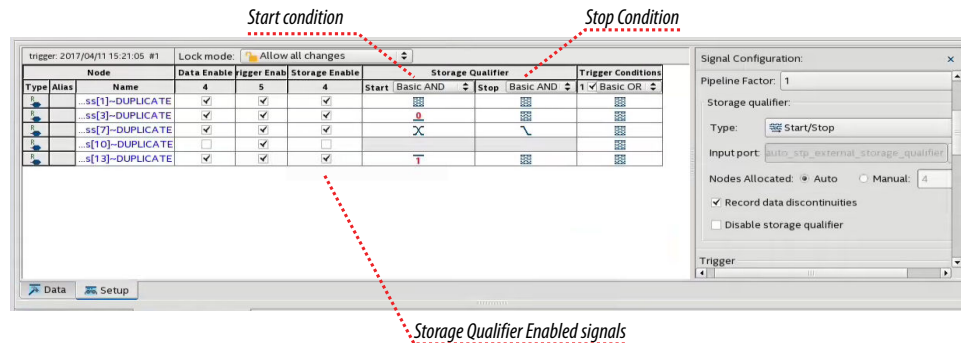 Start condition
Stop Condition
trigger: 2017/04/11 15:21:05 #1
Lock mode:
Allow all changes
Node
Data Enable
rigger Enab
Storage Enable
Storage Qualifier
Trigger Conditions
Type
Alias
Name
4
5
4
Start
Basic AND
Stop
Basic AND
1
Basic OR
R
...ss[1]~DUPLICATE
R
...ss[3]~DUPLICATE
0
R
...ss[7]~DUPLICATE
R
...s[10]~DUPLICATE
R
...s[13]~DUPLICATE
1
Data
Setup
Signal Configuration:
Pipeline Factor:
1
Storage qualifier:
Type:
Start/Stop
Input port:
auto_stp_external_storage_qualifier
Nodes Allocated:
Auto
Manual:
4
Record data discontinuities
Disable storage qualifier
Trigger
Storage Qualifier Enabled signals